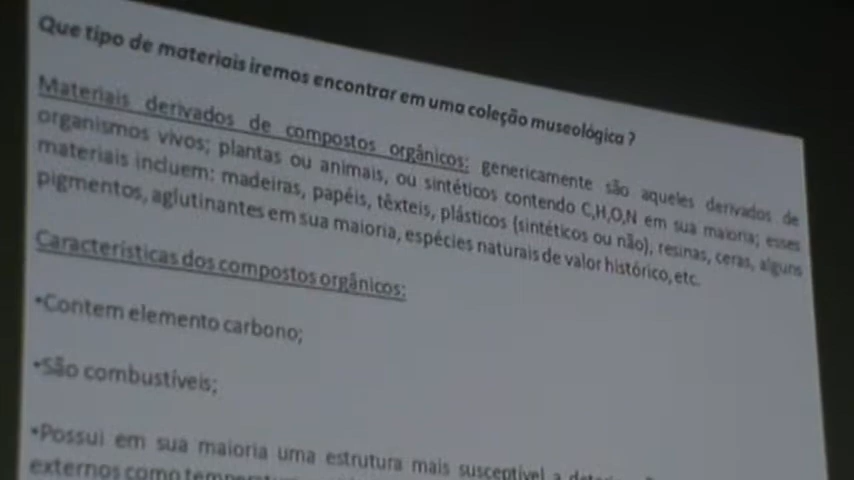 Que tipo de materiais iremos encontrar em uma coleção museológica ?
Materiais derivados de compostos orgânicos: genericamente são aqueles derivados de
organismos vivos; plantas ou animais, ou sintéticos contendo C,H,O,N em sua maioria; esses
materiais incluem: madeiras, papéis, têxteis, plásticos (sintéticos ou não), resinas, ceras, alguns
pigmentos, aglutinantes em sua maioria, espécies naturais de valor histórico, etc.
Características dos compostos orgânicos:
•Contem elemento carbono;
•São combustíveis;
•Possui em sua maioria uma estrutura mais susceptível a
externos como